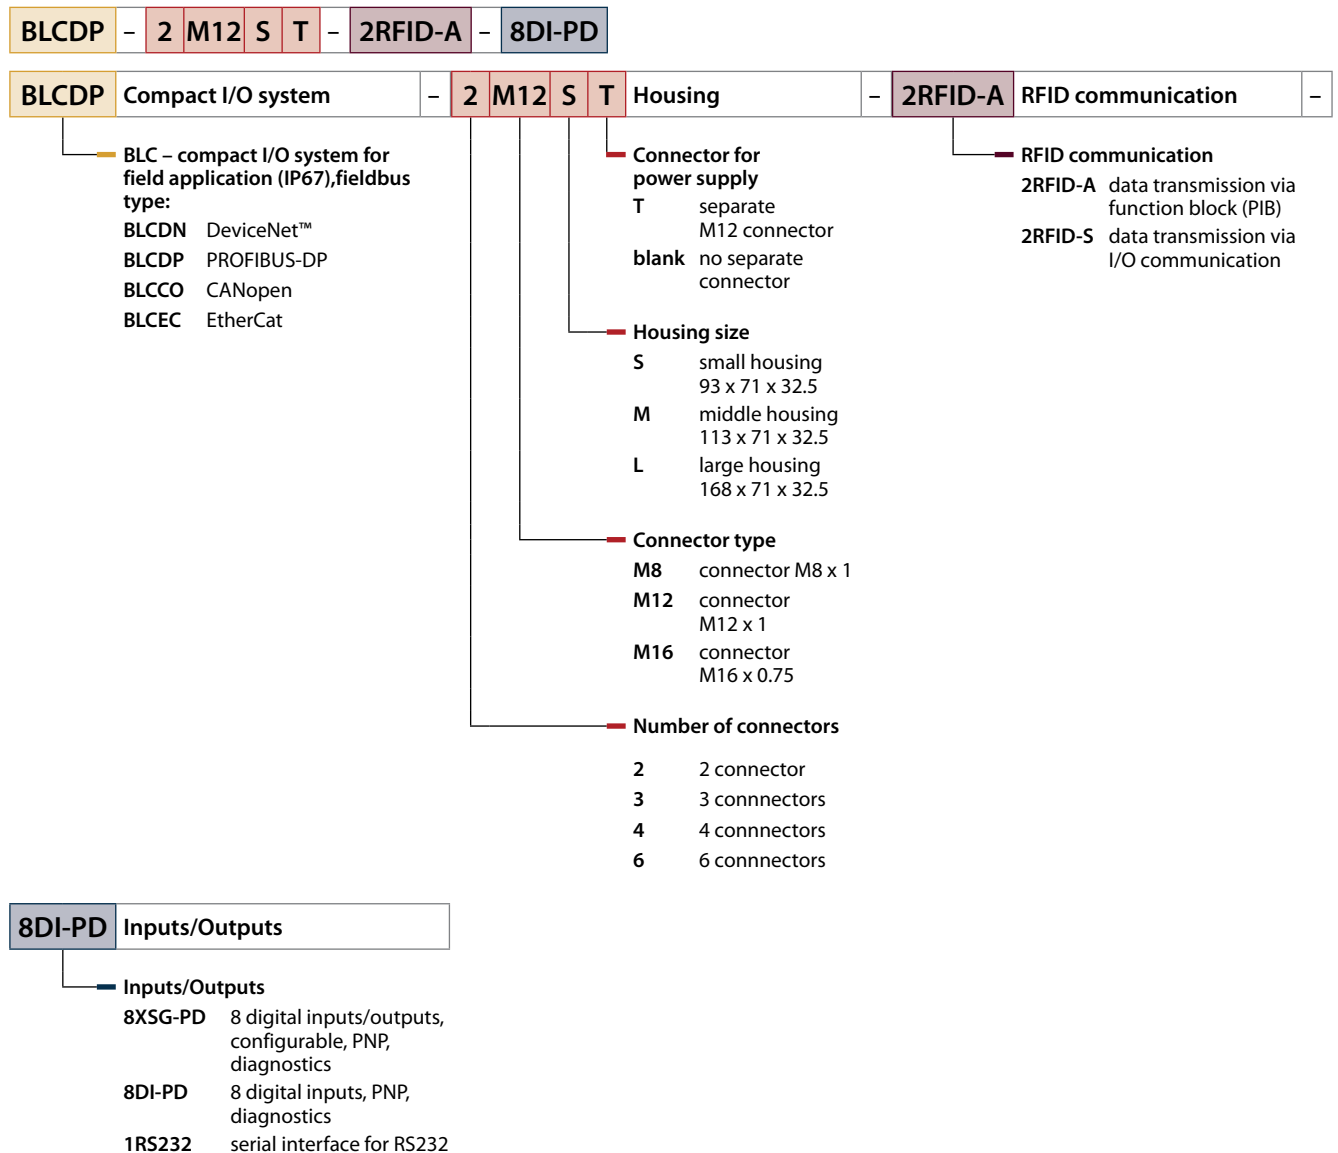 BLCDP – 2 M12 S T – 2RFID-A – 8DI-PD
BLCDP Compact I/O system – 2 M12 S T Housing – 2RFID-A RFID communication –
BLC – compact I/O system for
field application (IP67),fieldbus
type:
BLCDN DeviceNet™
BLCDP PROFIBUS-DP
BLCCO CANopen
BLCEC EtherCat
Connector for
power supply
T separate
M12 connector
blank no separate
connector
Housing size
S small housing
93 x 71 x 32.5
M middle housing
113 x 71 x 32.5
L large housing
168 x 71 x 32.5
Connector type
M8 connector M8 x 1
M12 connector
M12 x 1
M16 connector
M16 x 0.75
Number of connectors
2 2 connector
3 3 connnectors
4 4 connnectors
6 6 connnectors
RFID communication
2RFID-A data transmission via
function block (PIB)
2RFID-S data transmission via
I/O communication
8DI-PD Inputs/Outputs
Inputs/Outputs
8XSG-PD 8 digital inputs/outputs,
configurable, PNP,
diagnostics
8DI-PD 8 digital inputs, PNP,
diagnostics
1RS232 serial interface for RS232